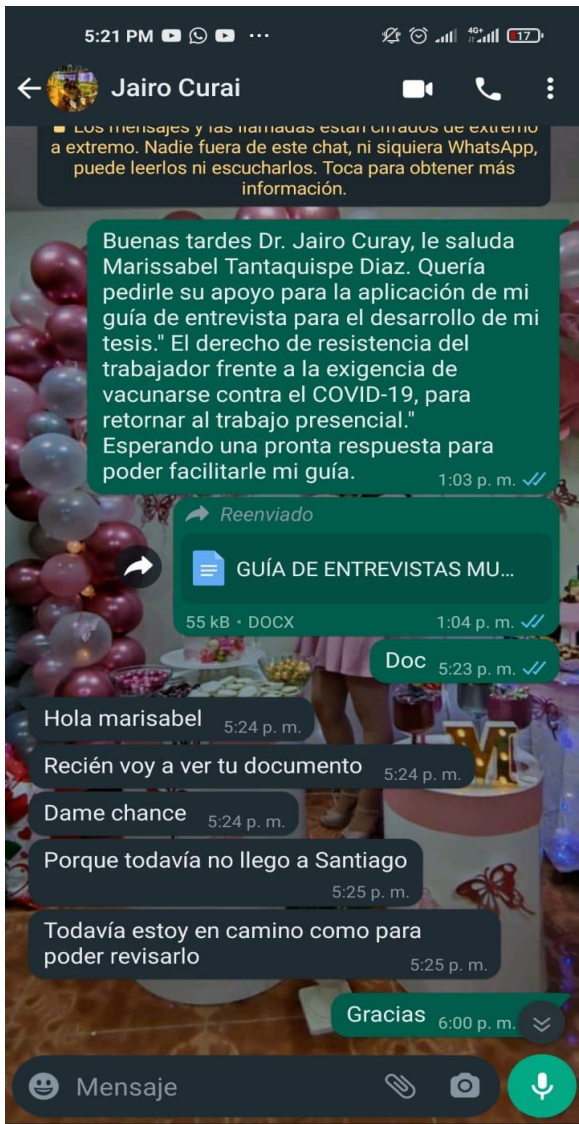 5:21 PM ...
4G+
17
Jairo Curai
Los mensajes y las llamadas están cifrados de extremo
a extremo. Nadie fuera de este chat, ni siquiera WhatsApp,
puede leerlos ni escucharlos. Toca para obtener más
información.
Buenas tardes Dr. Jairo Curay, le saluda
Marissabel Tantaquispe Diaz. Quería
pedirle su apoyo para la aplicación de mi
guía de entrevista para el desarrollo de mi
tesis." El derecho de resistencia del
trabajador frente a la exigencia de
vacunarse contra el COVID-19, para
retornar al trabajo presencial."
Esperando una pronta respuesta para
poder facilitarle mi guía.
1:03 p. m.
Reenviado
GUÍA DE ENTREVISTAS MU...
55 kB • DOCX
1:04 p. m.
Doc 5:23 p. m.
Hola marisabel 5:24 p. m.
Recién voy a ver tu documento 5:24 p. m.
Dame chance 5:24 p. m.
Porque todavía no llego a Santiago
5:25 p. m.
Todavía estoy en camino como para
poder revisarlo 5:25 p. m.
M
Gracias 6:00 p. m.
Mensaje